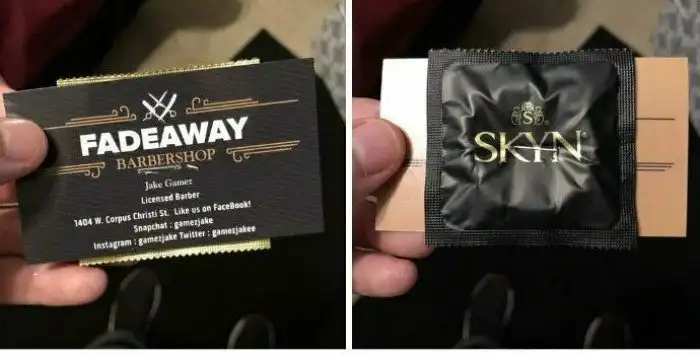 FADEAWAY
BARBERSHOP
Jake Gamez
Licensed Barber
1404 W. Corpus Christi St. Like us on FaceBook!
Snapchat : gamezjake
Instagram : gamezjake Twitter : gamezjakee
S
SKYN